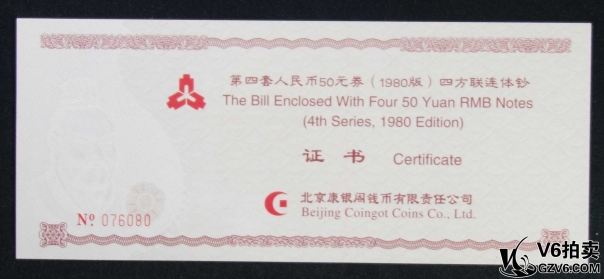 第四套人民币50元券（1980版）四方联连体钞
The Bill Enclosed With Four 50 Yuan RMB Notes
(4th Series, 1980 Edition)
证书 Certificate
北京康银阁钱币有限责任公司
Beijing Coingot Coins Co., Ltd.
No. 076080
V6拍卖
GZV6.COM